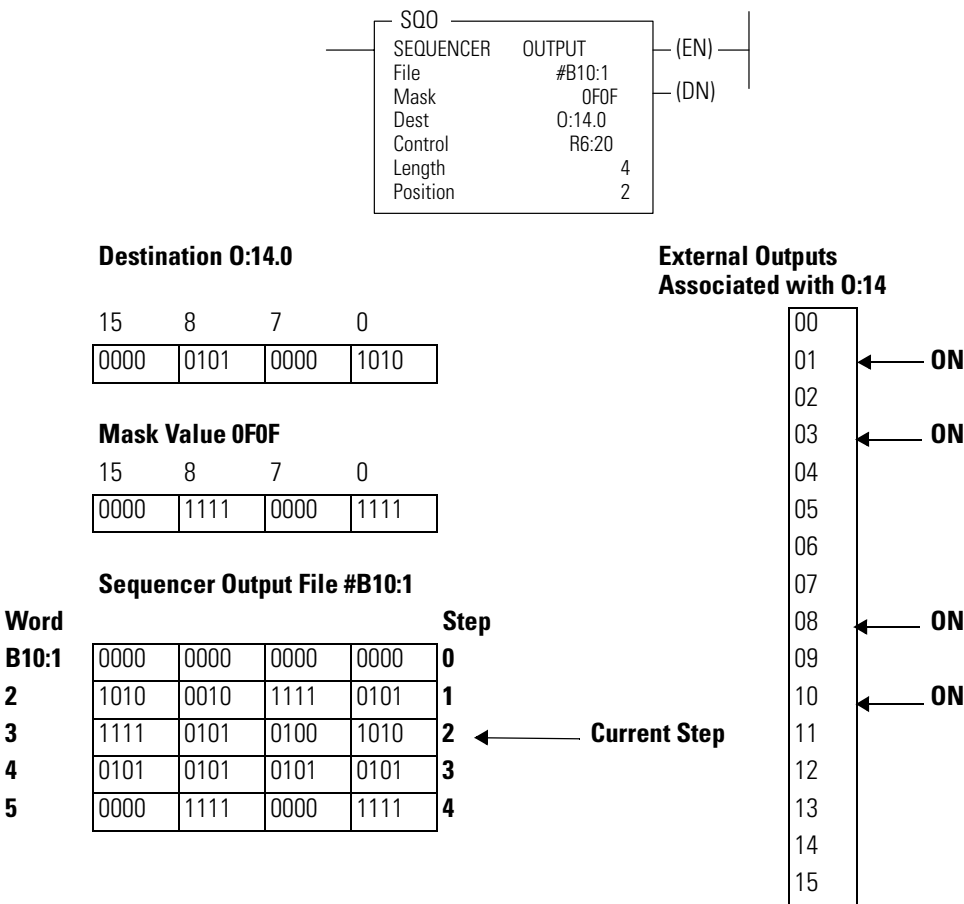 SQO
SEQUENCER OUTPUT (EN)
File #B10:1
Mask 0F0F (DN)
Dest O:14.0
Control R6:20
Length 4
Position 2
Destination O:14.0
15 8 7 0
0000 0101 0000 1010
Mask Value 0F0F
15 8 7 0
0000 1111 0000 1111
Sequencer Output File #B10:1
Word Step
B10:1 0000 0000 0000 0000 0
2 1010 0010 1111 0101 1
3 1111 0101 0100 1010 2 Current Step
4 0101 0101 0101 0101 3
5 0000 1111 0000 1111 4
External Outputs
Associated with O:14
00
01 ON
02
03 ON
04
05
06
07
08 ON
09
10 ON
11
12
13
14
15